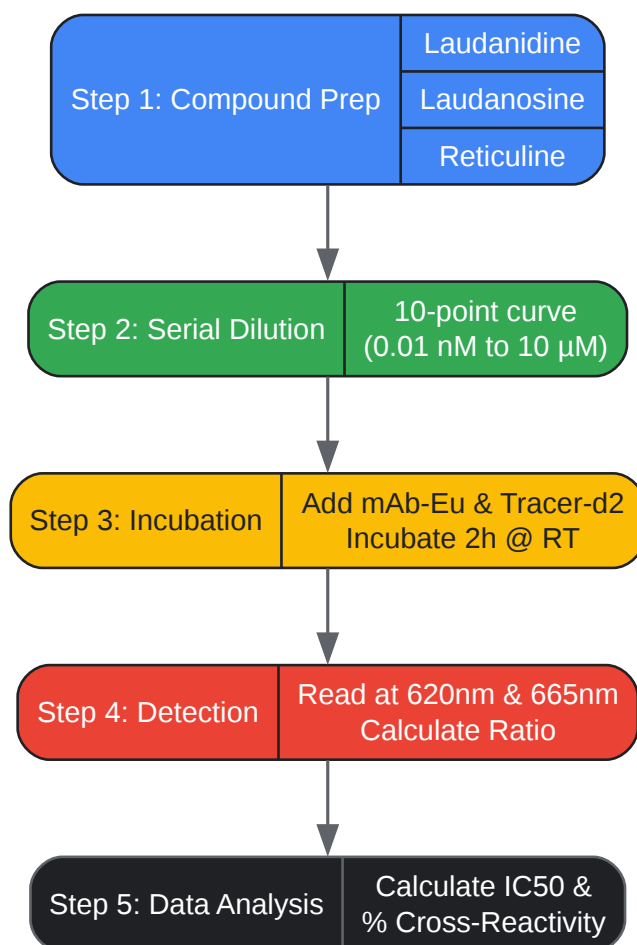 Step 1: Compound Prep
Laudanidine
Laudanosine
Reticuline
Step 2: Serial Dilution
10-point curve
(0.01 nM to 10 µM)
Step 3: Incubation
Add mAb-Eu & Tracer-d2
Incubate 2h @ RT
Step 4: Detection
Read at 620nm & 665nm
Calculate Ratio
Step 5: Data Analysis
Calculate IC50 &
% Cross-Reactivity